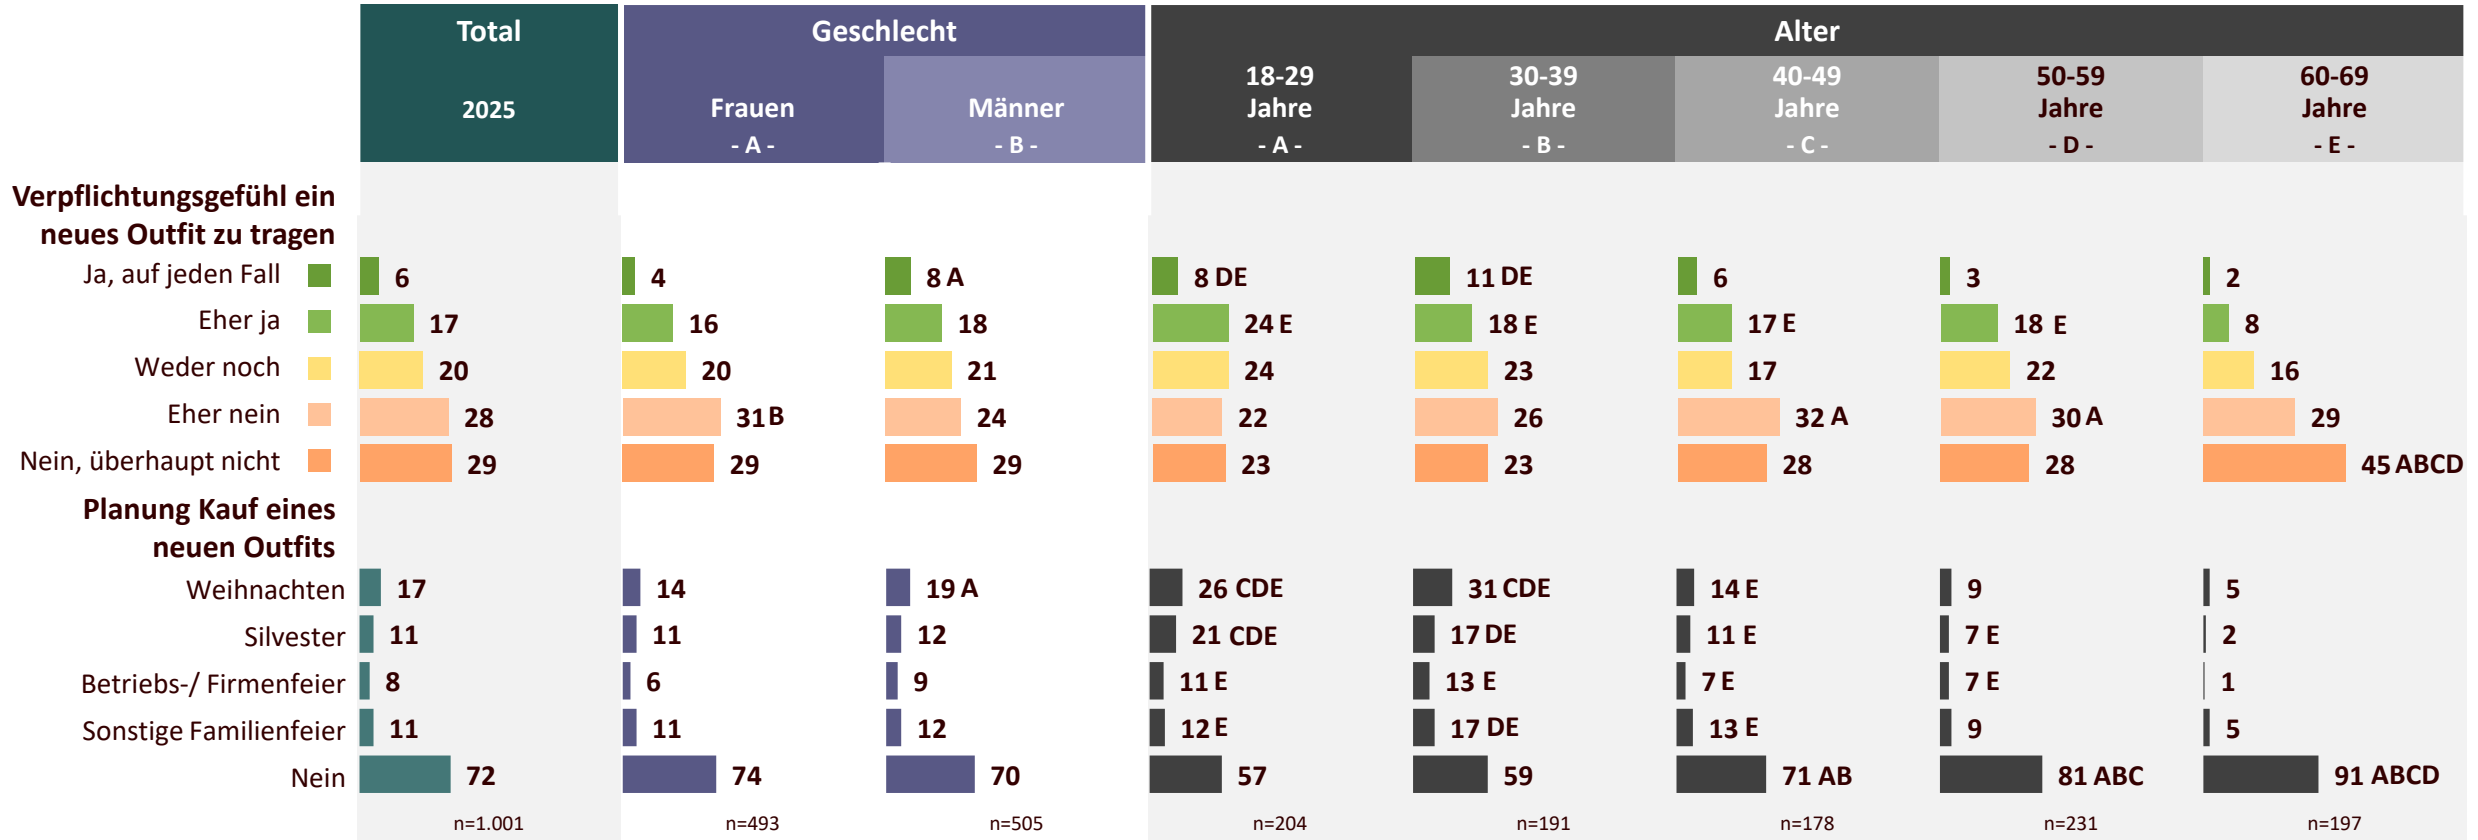 Total Geschlecht Alter
2025 Frauen Männer 18-29 Jahre 30-39 Jahre 40-49 Jahre 50-59 Jahre 60-69 Jahre
- A - - B - - A - - B - - C - - D - - E -
Verpflichtungsgefühl ein
neues Outfit zu tragen
Ja, auf jeden Fall 6 4 8 A 8 DE 11 DE 6 3 2
Eher ja 17 16 18 24 E 18 E 17 E 18 E 8
Weder noch 20 20 21 24 23 17 22 16
Eher nein 28 31 B 24 22 26 32 A 30 A 29
Nein, überhaupt nicht 29 29 29 23 23 28 28 45 ABCD
Planung Kauf eines
neuen Outfits
Weihnachten 17 14 19 A 26 CDE 31 CDE 14 E 9 5
Silvester 11 11 12 21 CDE 17 DE 11 E 7 E 2
Betriebs-/ Firmenfeier 8 6 9 11 E 13 E 7 E 7 E 1
Sonstige Familienfeier 11 11 12 12 E 17 DE 13 E 9 5
Nein 72 74 70 57 59 71 AB 81 ABC 91 ABCD
n=1.001 n=493 n=505 n=204 n=191 n=178 n=231 n=197